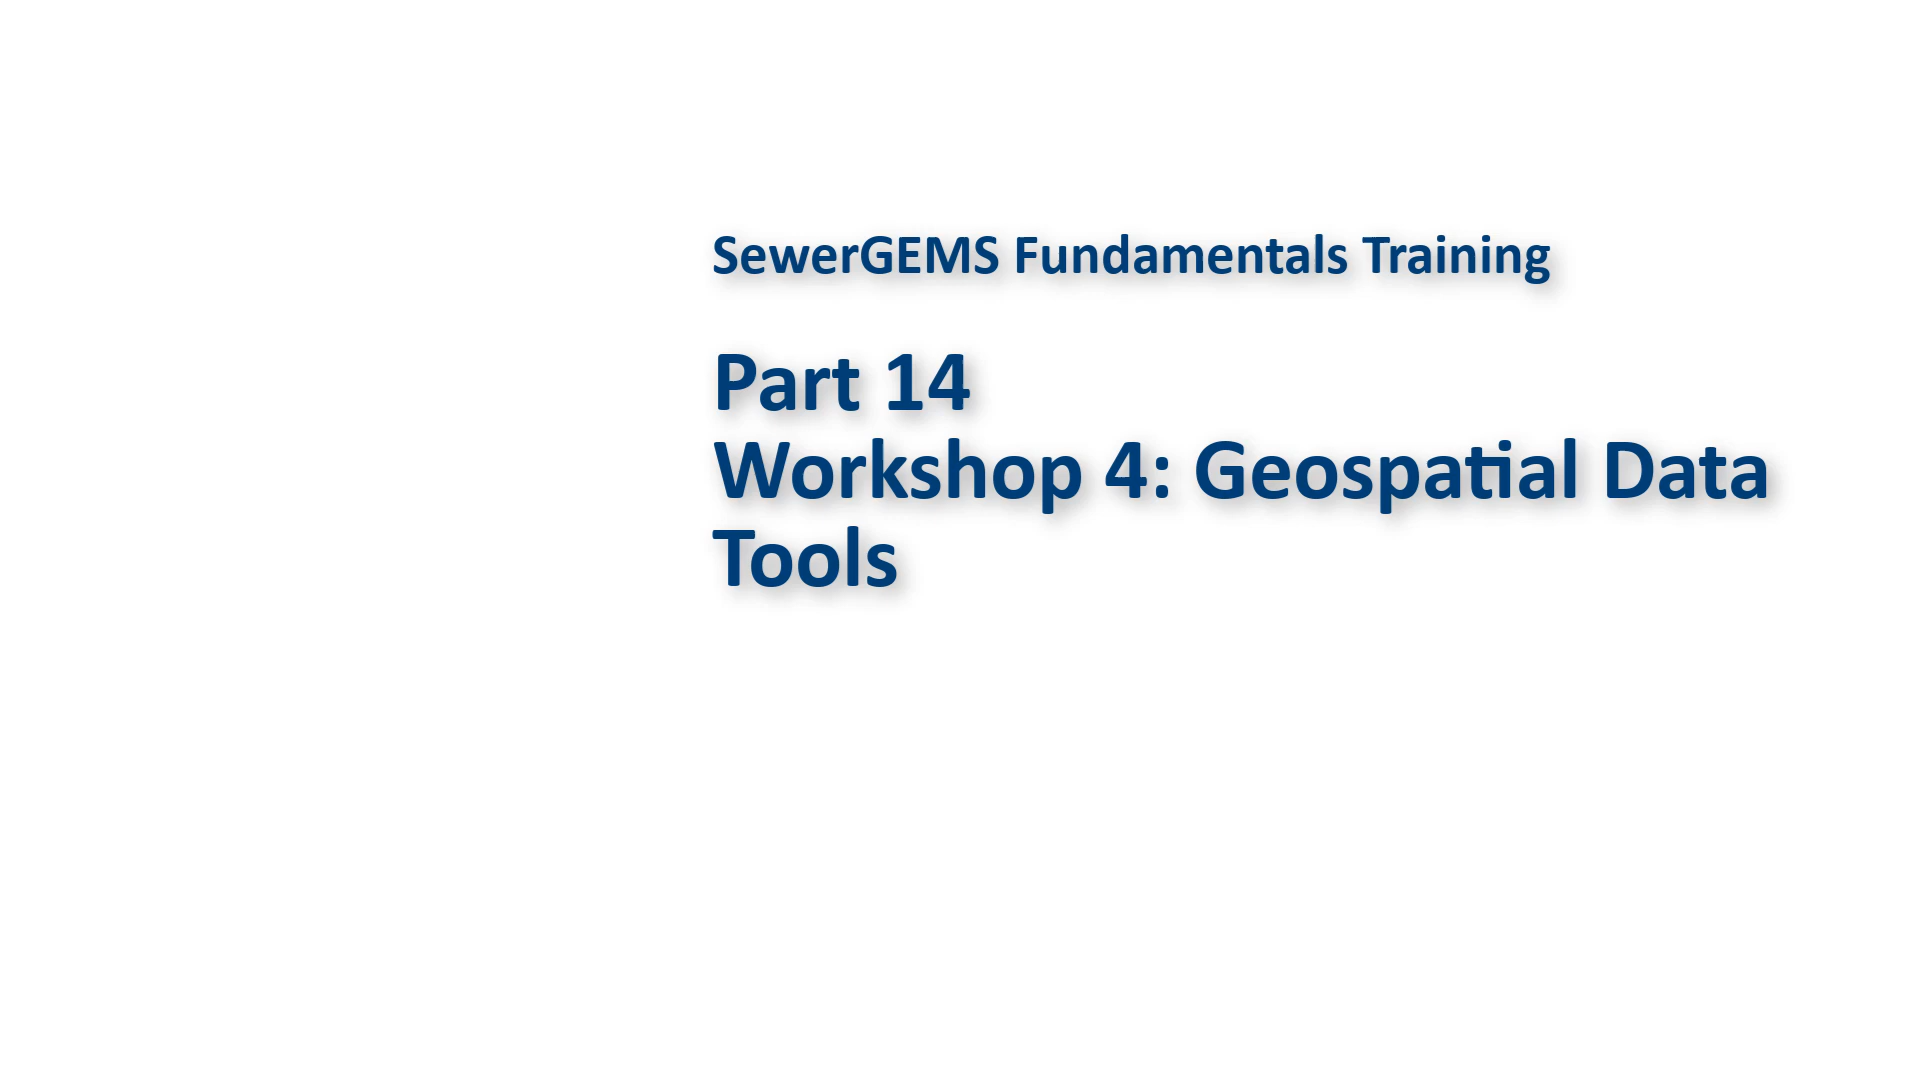 SewerGEMS Fundamentals Training
Part 14
Workshop 4: Geospatial Data
Tools